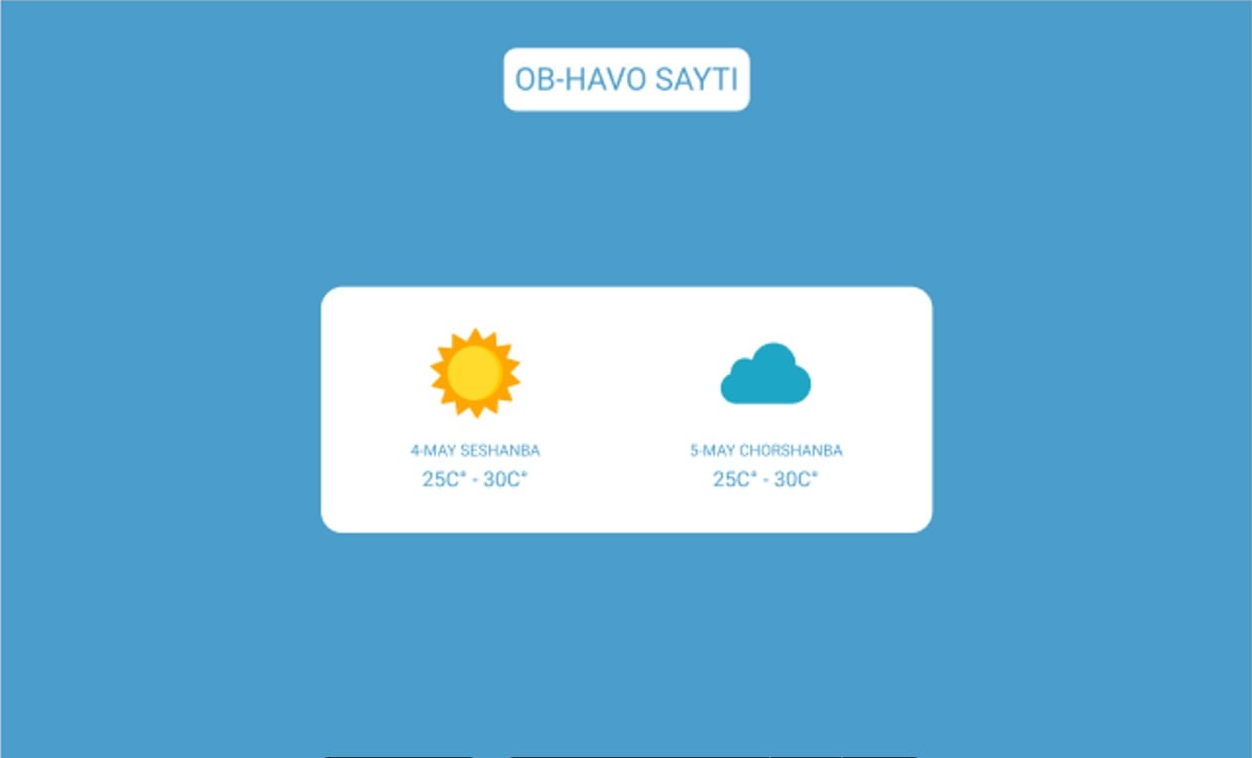 OB-HAVO SAYTI
4-MAY SESHANBA
25C° - 30C°
5-MAY CHORSHANBA
25C° - 30C°